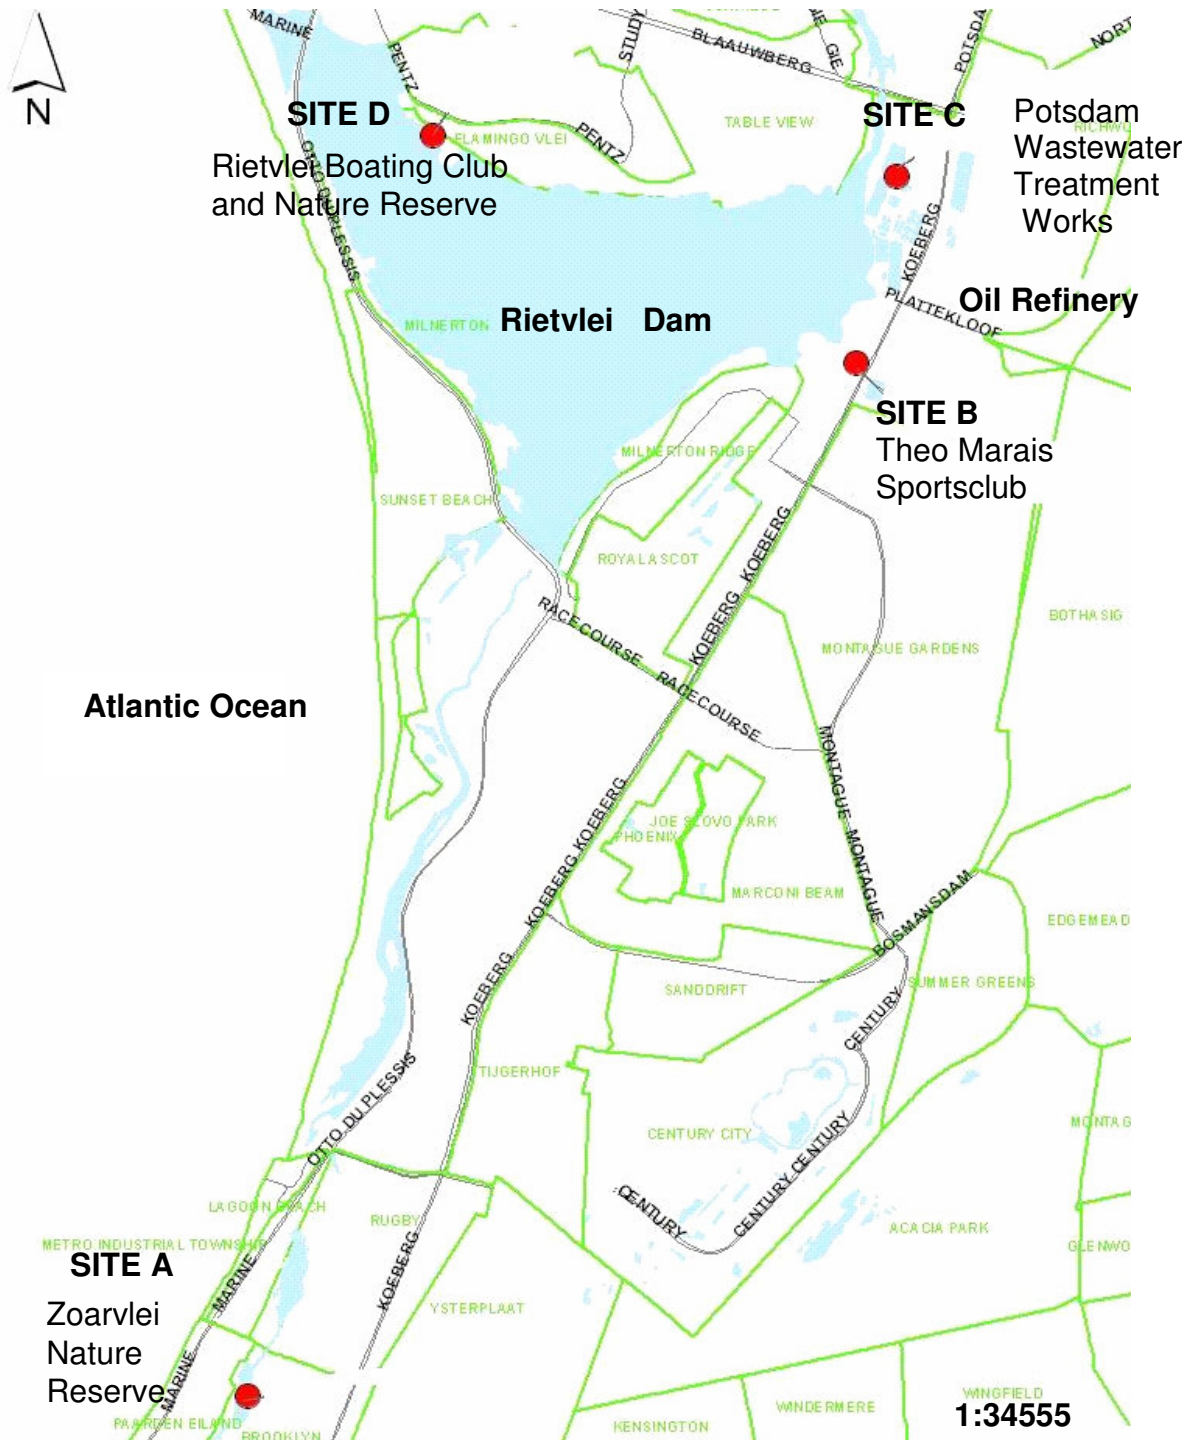 MARINE
N
PENTZ
STUDY
BLAAUWBERG
GIE
GIE
POTSDA
NORT
SITE D
Rietvlei Boating Club
and Nature Reserve
FLAMINGO VLEI
PENTZ
TABLE VIEW
SITE C
Potsdam
Wastewater
Treatment
Works
RICHWO
OTTO DU PLESSIS
KOEBERG
PLATTEKLOOF
Oil Refinery
MILNERTON
Rietvlei Dam
SITE B
Theo Marais
Sportsclub
MILNERTON RIDGE
SUNSET BEACH
ROYAL ASCOT
KOEBERG
KOEBERG
RACECOURSE
RACECOURSE
BOTHASIG
MONTAGUE GARDENS
Atlantic Ocean
MONTAGUE
MONTAGUE
KOEBERG
KOEBERG
JOE SLOVO PARK
PHOENIX
MARCONI BEAM
BOSMANSDAM
EDGEMEAD
KOEBERG
SANDDRIFT
SUMMER GREENS
CENTURY
OTTO DU PLESSIS
TIJGERHOF
CENTURY CITY
MONTAG
CENTURY
CENTURY
CENTURY
LAGOON BEACH
RUGBY
ACACIA PARK
METRO INDUSTRIAL TOWNSHIP
GLENWO
SITE A
Zoarvlei
Nature
Reserve
MARINE
KOEBERG
YSTERPLAAT
MARINE
PAARDEN EILAND
BROOKLYN
KENSINGTON
WINDERMERE
WINGFIELD
1:34555